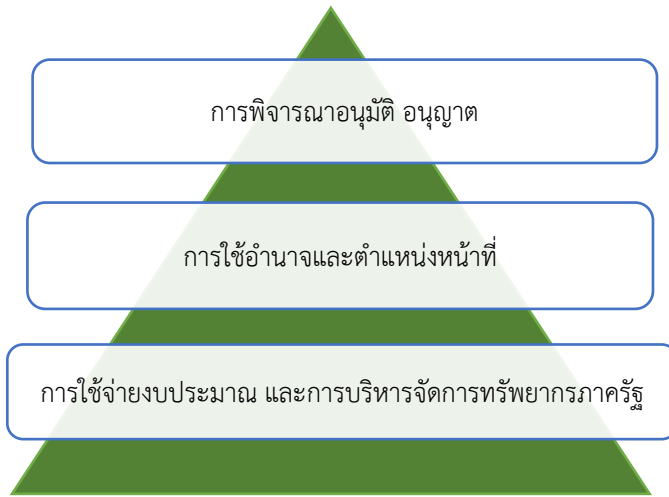 การพิจารณาอนุมัติ อนุญาต
การใช้อำนาจและตำแหน่งหน้าที่
การใช้จ่ายงบประมาณ และการบริหารจัดการทรัพยากรภาครัฐ